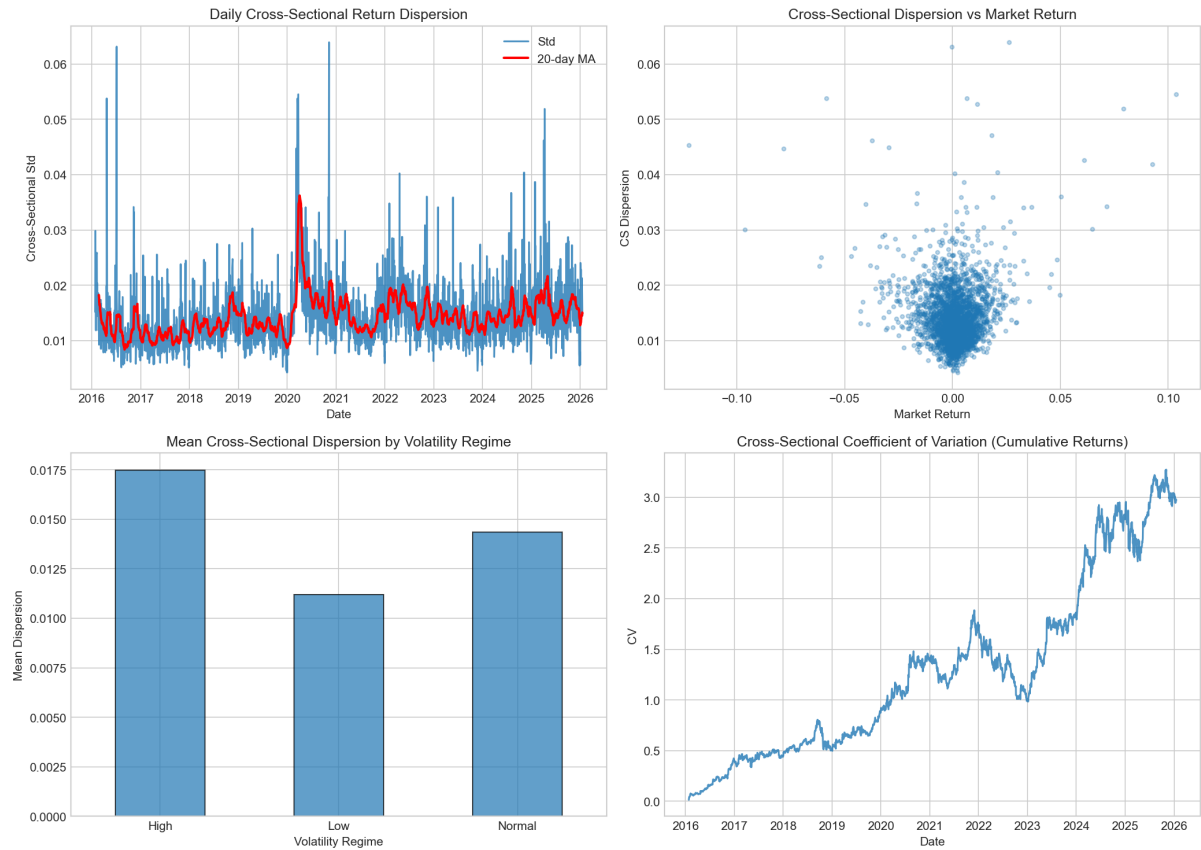 Daily Cross-Sectional Return Dispersion
Cross-Sectional Std
0.06
0.05
0.04
0.03
0.02
0.01
Std
20-day MA
2016 2017 2018 2019 2020 2021 2022 2023 2024 2025 2026
Date
Cross-Sectional Dispersion vs Market Return
CS Dispersion
0.06
0.05
0.04
0.03
0.02
0.01
−0.10 −0.05 0.00 0.05 0.10
Market Return
Mean Cross-Sectional Dispersion by Volatility Regime
Mean Dispersion
0.0175
0.0150
0.0125
0.0100
0.0075
0.0050
0.0025
0.0000
High Low Normal
Volatility Regime
Cross-Sectional Coefficient of Variation (Cumulative Returns)
CV
3.0
2.5
2.0
1.5
1.0
0.5
0.0
2016 2017 2018 2019 2020 2021 2022 2023 2024 2025 2026
Date